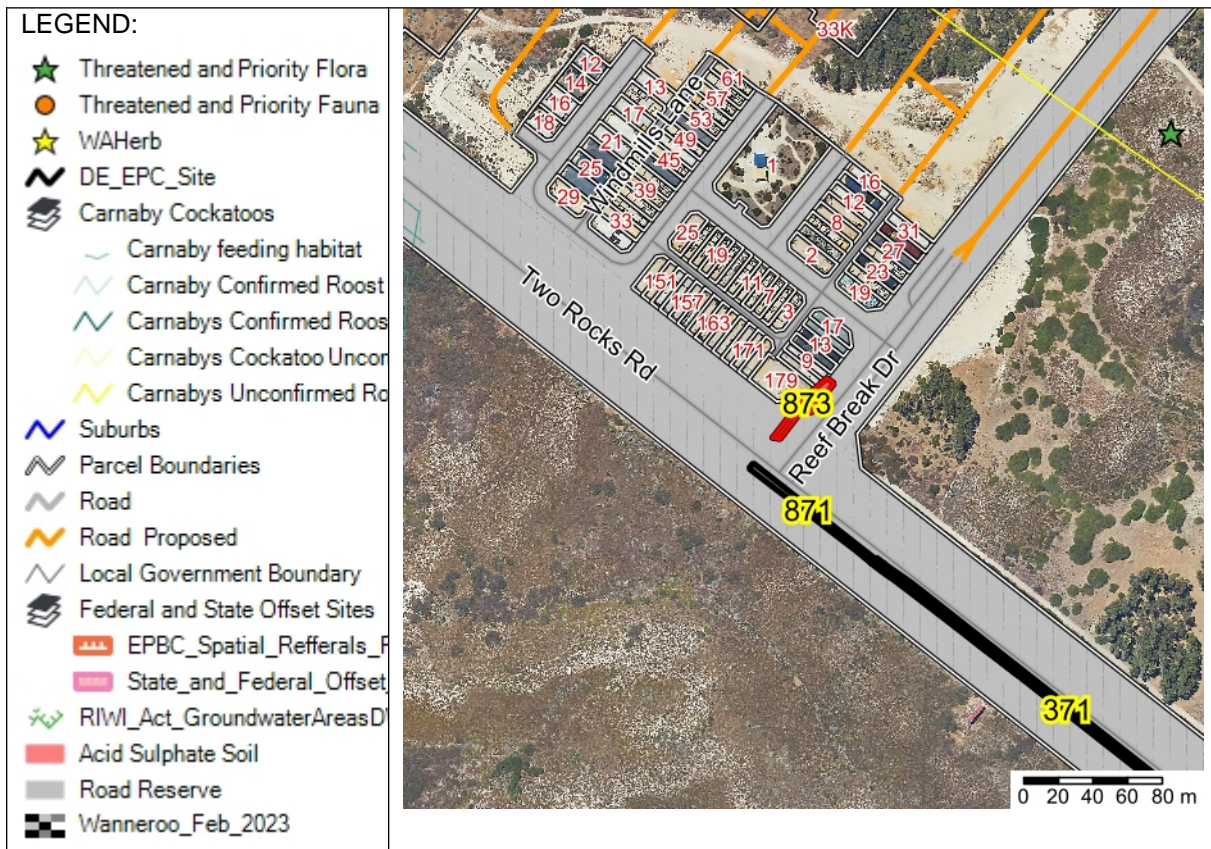 LEGEND:
Threatened and Priority Flora
Threatened and Priority Fauna
WAHerb
DE_EPC_Site
Carnaby Cockatoos
Carnaby feeding habitat
Carnaby Confirmed Roost
Carnabys Confirmed Roos
Carnabys Cockatoo Uncor
Carnabys Unconfirmed Ro
Suburbs
Parcel Boundaries
Road
Road Proposed
Local Government Boundary
Federal and State Offset Sites
EPBC_Spatial_Refferals_F
State_and_Federal_Offset_
RIWI_Act_GroundwaterAreasD
Acid Sulphate Soil
Road Reserve
Wanneroo_Feb_2023
33K
12
14
16
18
13
17
21
25
29
61
57
53
49
45
39
33
Windmills Lane
1
16
12
8
2
31
27
23
19
25
19
11
7
3
151
157
163
171
179
17
13
9
Two Rocks Rd
Reef Break Dr
873
871
371
0 20 40 60 80 m